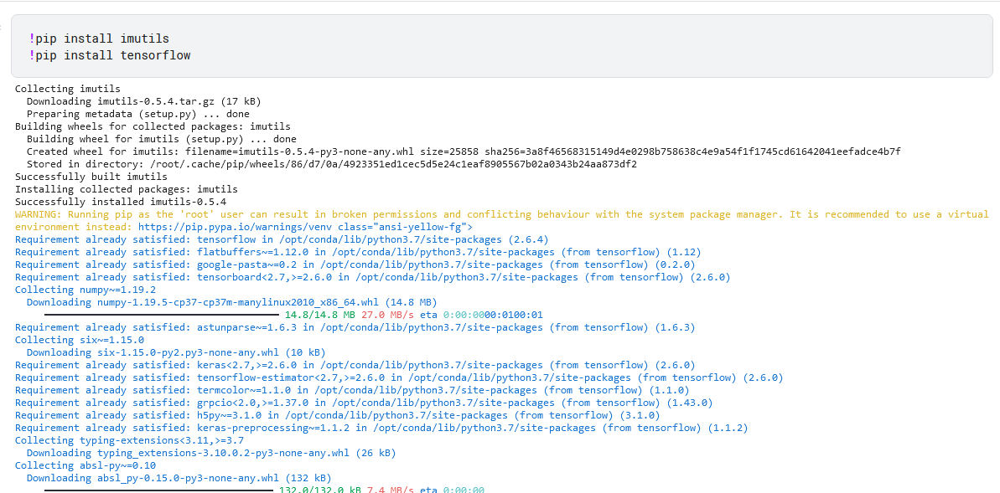 !pip install imutils
!pip install tensorflow
Collecting imutils
  Downloading imutils-0.5.4.tar.gz (17 kB)
  Preparing metadata (setup.py) ... done
Building wheels for collected packages: imutils
  Building wheel for imutils (setup.py) ... done
  Created wheel for imutils: filename=imutils-0.5.4-py3-none-any.whl size=25858 sha256=3a8f46568315149d4e0298b758638c4e9a54f1f1745cd61642041eefadce4b7f
  Stored in directory: /root/.cache/pip/wheels/86/d7/0a/4923351ed1cec5d5e24c1eaf8905567b02a0343b24aa873df2
Successfully built imutils
Installing collected packages: imutils
Successfully installed imutils-0.5.4
WARNING: Running pip as the 'root' user can result in broken permissions and conflicting behaviour with the system package manager. It is recommended to use a virtual
environment instead: https://pip.pypa.io/warnings/venv class="ansi-yellow-fg">
Requirement already satisfied: tensorflow in /opt/conda/lib/python3.7/site-packages (2.6.4)
Requirement already satisfied: flatbuffers~=1.12.0 in /opt/conda/lib/python3.7/site-packages (from tensorflow) (1.12)
Requirement already satisfied: google-pasta~=0.2 in /opt/conda/lib/python3.7/site-packages (from tensorflow) (0.2.0)
Requirement already satisfied: tensorboard<2.7,>=2.6.0 in /opt/conda/lib/python3.7/site-packages (from tensorflow) (2.6.0)
Collecting numpy~=1.19.2
  Downloading numpy-1.19.5-cp37-cp37m-manylinux2010_x86_64.whl (14.8 MB)
14.8/14.8 MB 27.0 MB/s eta 0:00:0000:0100:01
Requirement already satisfied: astunparse~=1.6.3 in /opt/conda/lib/python3.7/site-packages (from tensorflow) (1.6.3)
Collecting six~=1.15.0
  Downloading six-1.15.0-py2.py3-none-any.whl (10 kB)
Requirement already satisfied: keras<2.7,>=2.6.0 in /opt/conda/lib/python3.7/site-packages (from tensorflow) (2.6.0)
Requirement already satisfied: tensorflow-estimator<2.7,>=2.6.0 in /opt/conda/lib/python3.7/site-packages (from tensorflow) (2.6.0)
Requirement already satisfied: termcolor~=1.1.0 in /opt/conda/lib/python3.7/site-packages (from tensorflow) (1.1.0)
Requirement already satisfied: grpcio<2.0,>=1.37.0 in /opt/conda/lib/python3.7/site-packages (from tensorflow) (1.43.0)
Requirement already satisfied: h5py~=3.1.0 in /opt/conda/lib/python3.7/site-packages (from tensorflow) (3.1.0)
Requirement already satisfied: keras-preprocessing~=1.1.2 in /opt/conda/lib/python3.7/site-packages (from tensorflow) (1.1.2)
Collecting typing-extensions<3.11,>=3.7
  Downloading typing_extensions-3.10.0.2-py3-none-any.whl (26 kB)
Collecting absl-py~=0.10
  Downloading absl_py-0.15.0-py3-none-any.whl (132 kB)
132.0/132.0 kB 7.4 MB/s eta 0:00:00